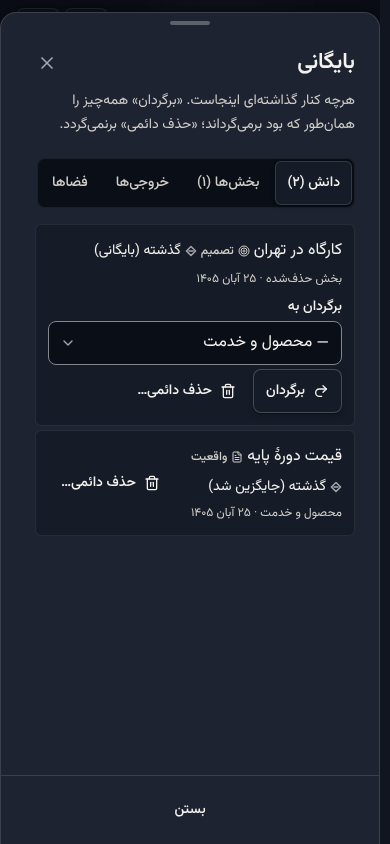 بایگانی
هرچه کنار گذاشته‌ای اینجاست. «برگردان» همه‌چیز را
همان‌طور که بود برمی‌گرداند؛ «حذف دائمی» برنمی‌گردد.
دانش (۲) بخش‌ها (۱) خروجی‌ها فضاها
کارگاه در تهران تصمیم گذشته (بایگانی)
بخش حذف‌شده · ۲۵ آبان ۱۴۰۵
برگردان به
— محصول و خدمت
برگردان حذف دائمی…
قیمت دورهٔ پایه واقعیت
گذشته (جایگزین شد) حذف دائمی…
محصول و خدمت · ۲۵ آبان ۱۴۰۵
بستن